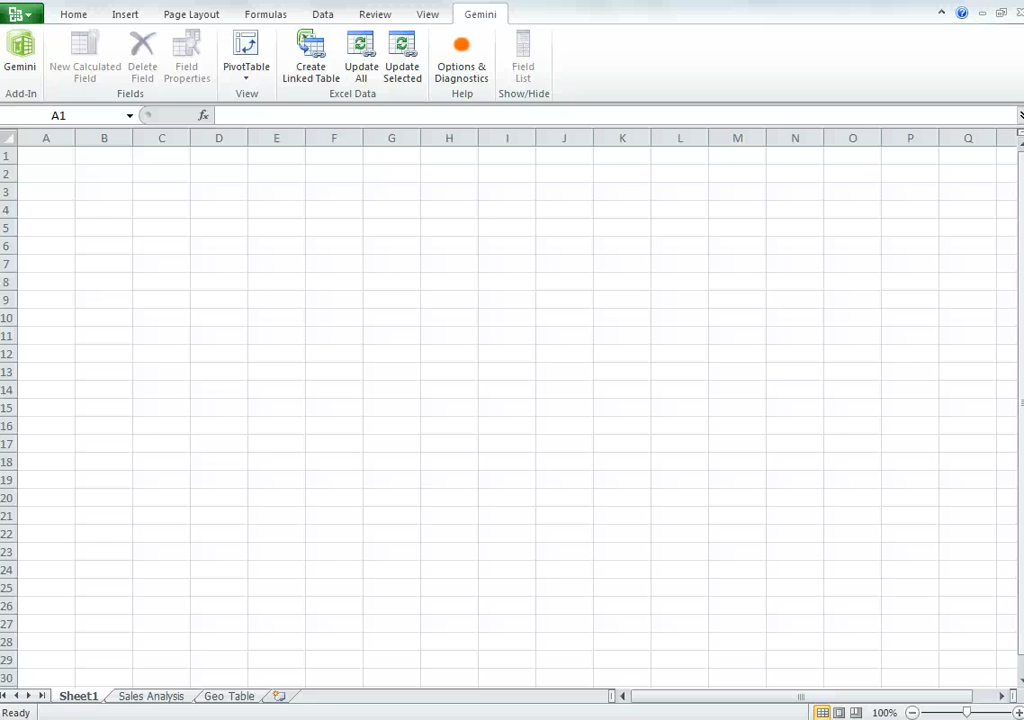 Home Insert Page Layout Formulas Data Review View Gemini
Gemini
New Calculated Field
Delete Field
Field Properties
PivotTable
Create Linked Table
Update All
Update Selected
Options & Diagnostics
Field List
Add-In Fields View Excel Data Help Show/Hide
A1 fx
A B C D E F G H I J K L M N O P Q
1
2
3
4
5
6
7
8
9
10
11
12
13
14
15
16
17
18
19
20
21
22
23
24
25
26
27
28
29
30
Sheet1 Sales Analysis Geo Table
Ready 100%